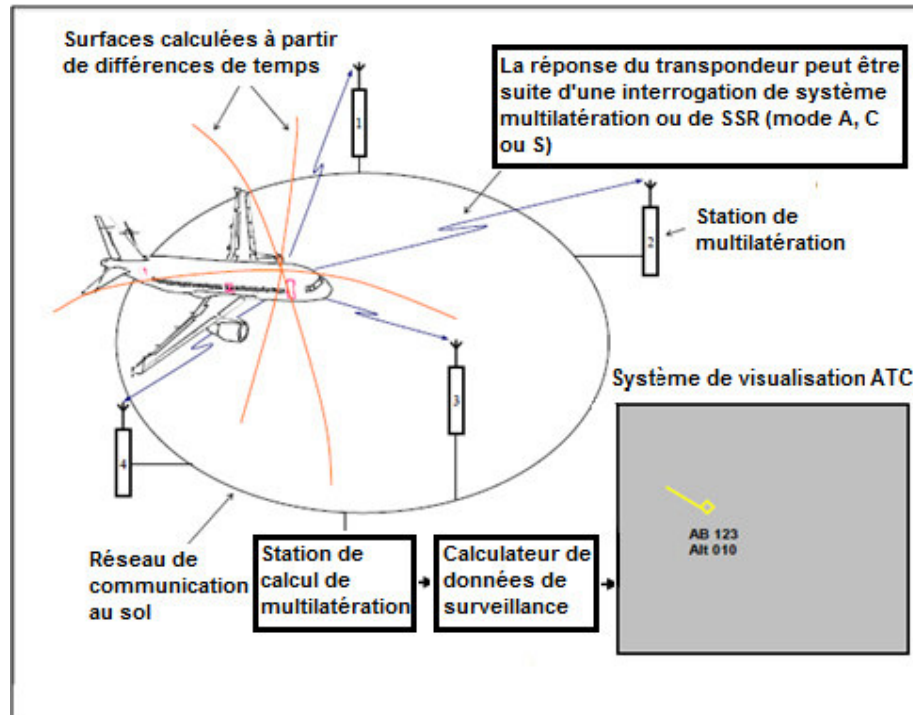 Surfaces calculées à partir
de différences de temps
La réponse du transpondeur peut être
suite d'une interrogation de système
multilatération ou de SSR (mode A, C
ou S)
1
2
Station de
multilatération
3
4
Système de visualisation ATC
AB 123
Alt 010
Réseau de
communication
au sol
Station de
calcul de
multilatération
Calculateur de
données de
surveillance